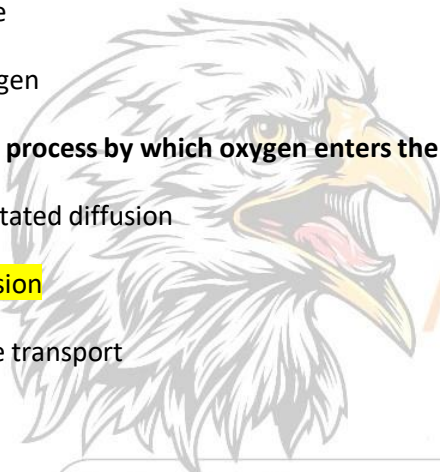 e
gen
process by which oxygen enters the
tated diffusion
sion
e transport